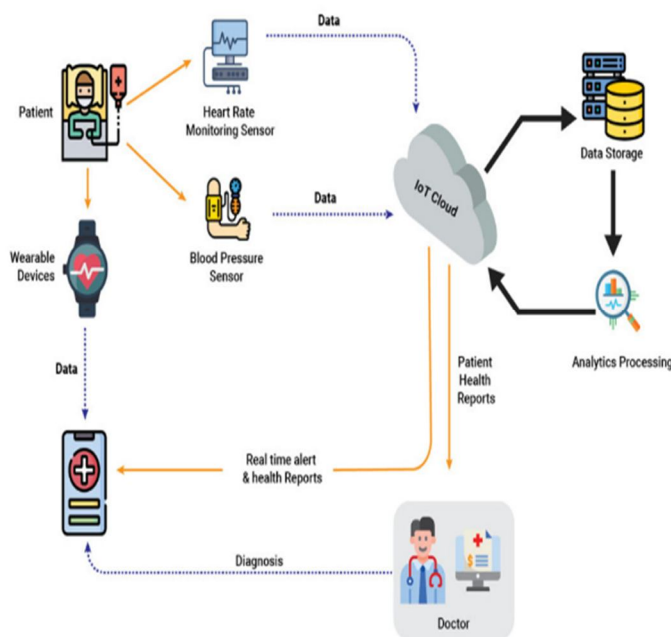 Data
Patient
Heart Rate
Monitoring Sensor
IoT Cloud
Data Storage
Data
Wearable
Devices
Blood Pressure
Sensor
Analytics Processing
Patient
Health
Reports
Data
Real time alert
& health Reports
Diagnosis
Doctor